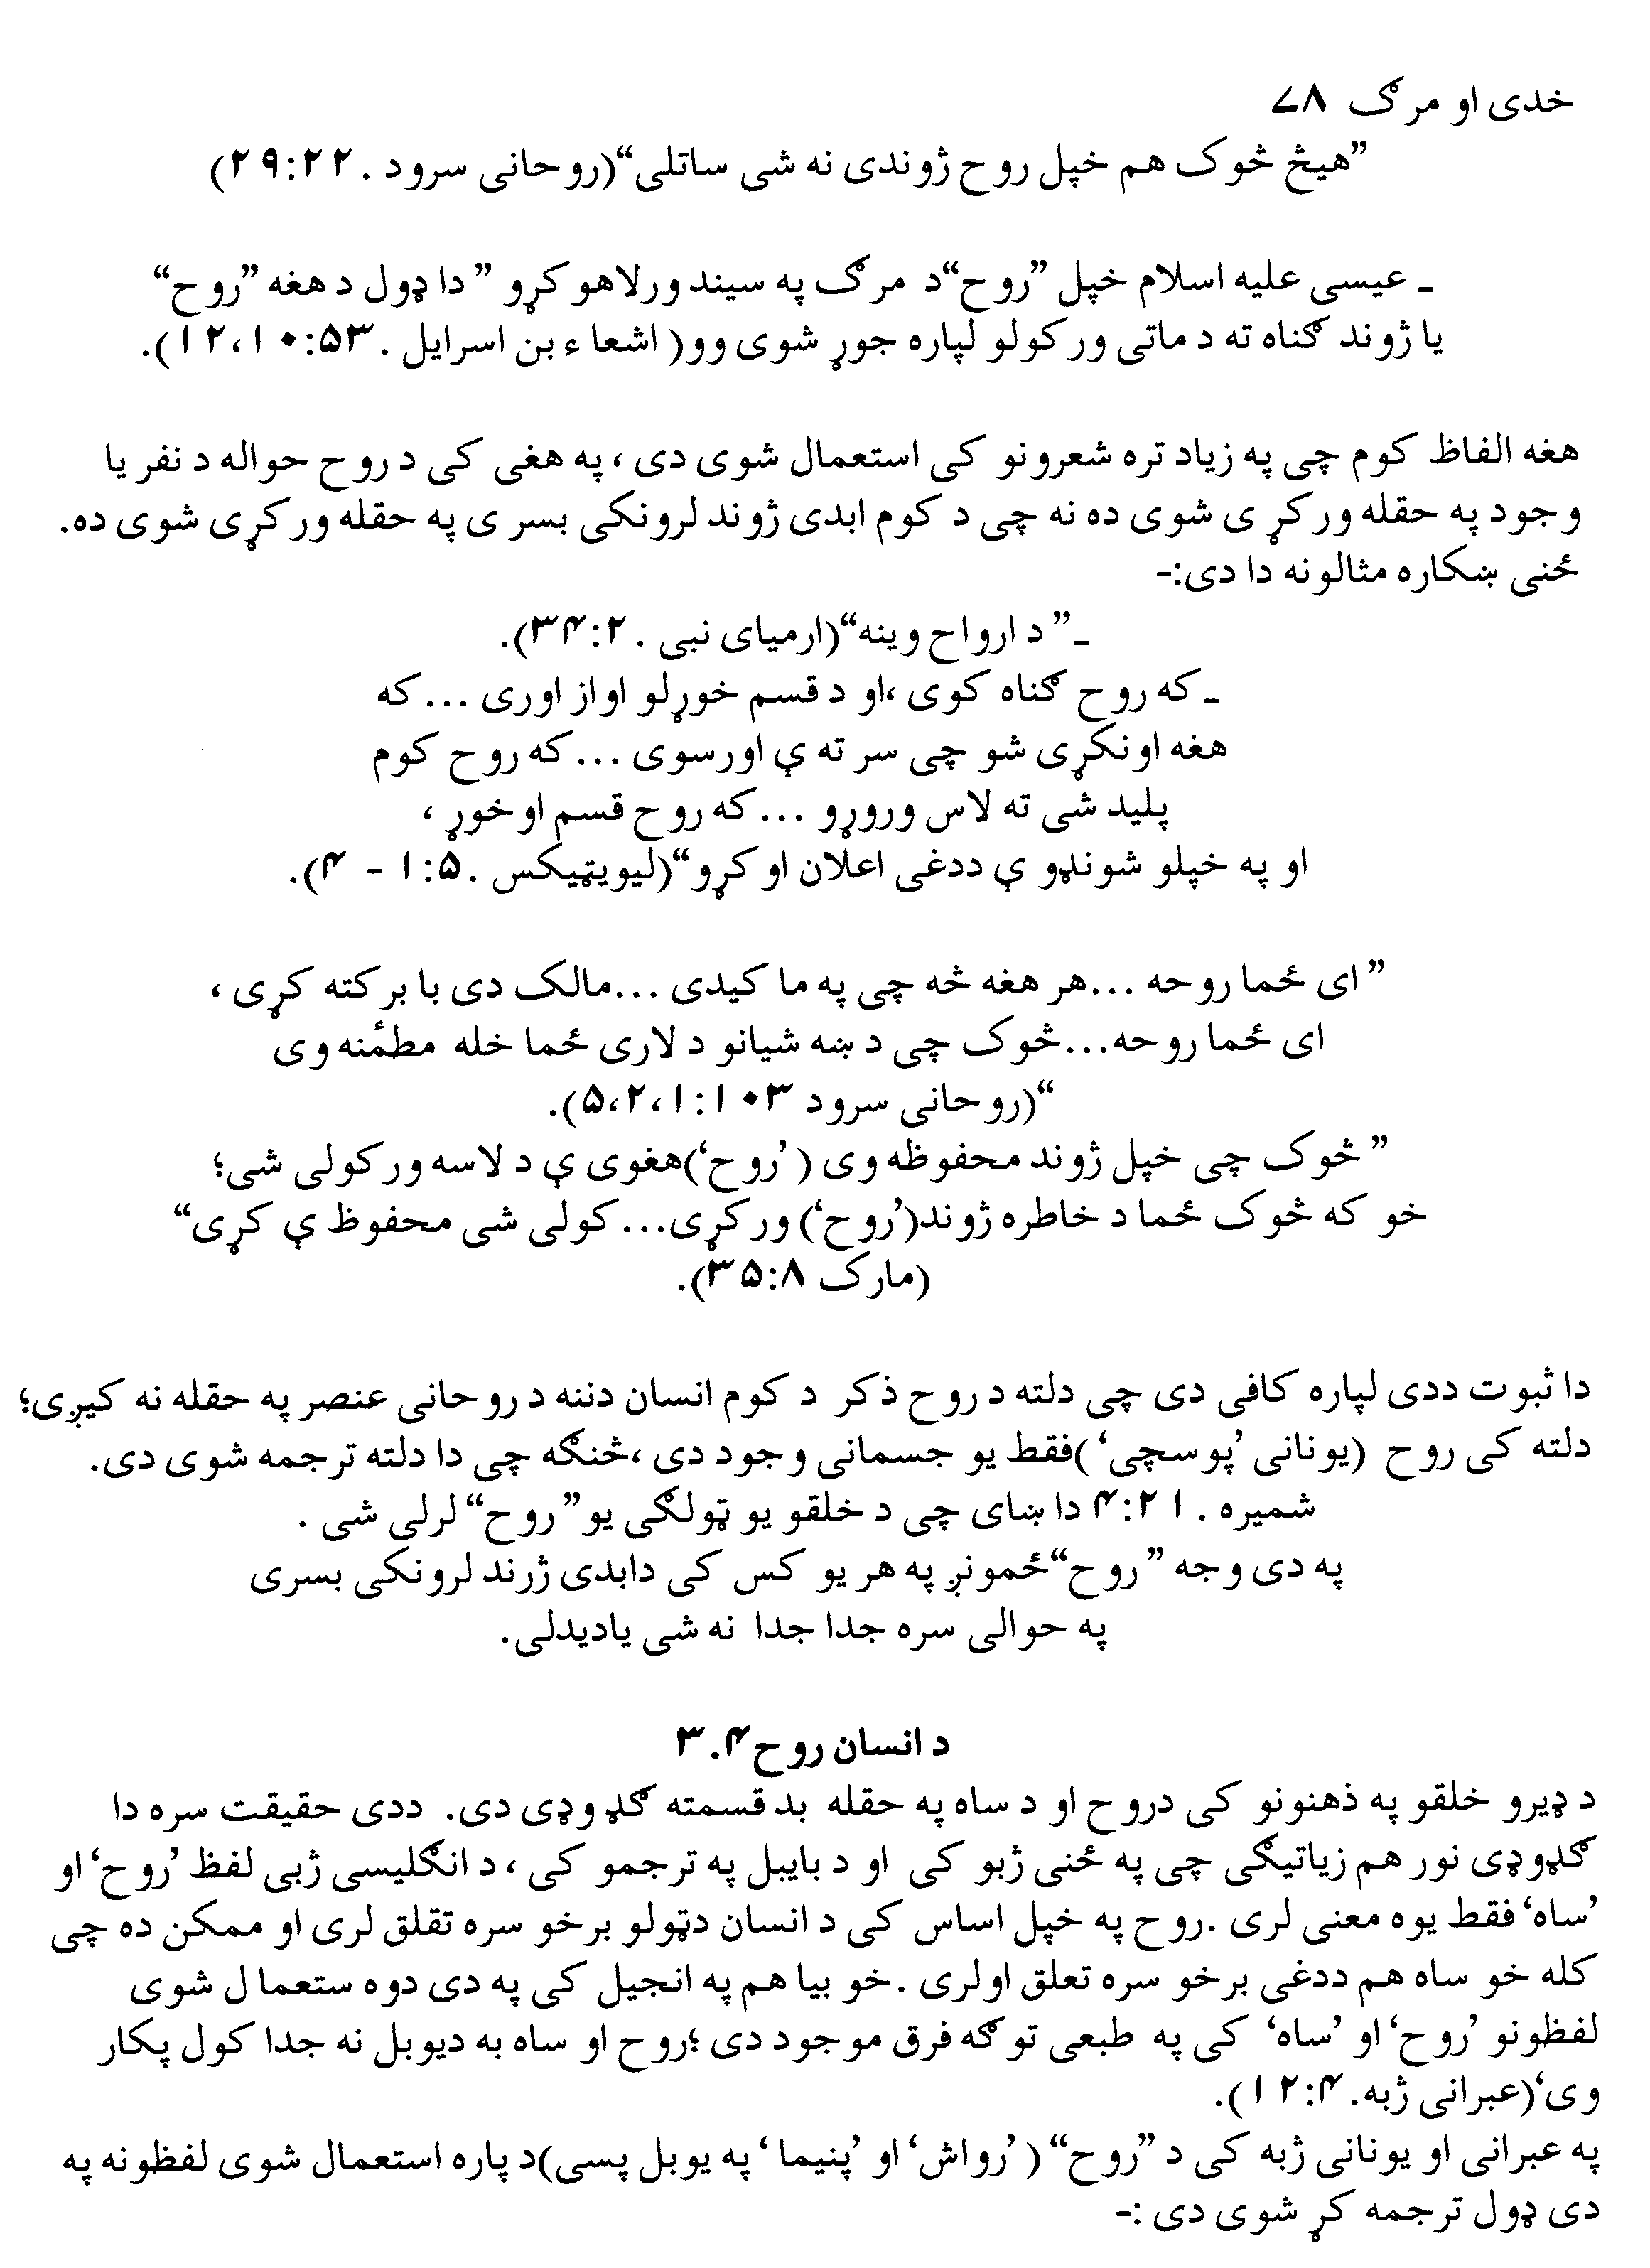 خدی او مرګ ۷۸
”هیڅ څوک هم خپل روح ژوندی نه شی ساتلی“(روحانی سرود . ۲۹:۲۲)
ـ عیسی علیه اسلام خپل ”روح“د مرګ په سیند ورلاهو کړو ” دا ډول د هغه ”روح“
یا ژوند ګناه ته د ماتی ورکولو لپاره جوړ شوی وو( اشعاء بن اسرایل . ۱۲،۱۰:۵۳).
هغه الفاظ کوم چی په زیاد تره شعرونو کی استعمال شوی دی ، په هغی کی د روح حواله د نفر یا
وجود په حقله ورکړ ی شوی ده نه چی د کوم ابدی ژوند لرونکی بسر ی په حقله ورکړی شوی ده.
ځنی ښکاره مثالونه دا دی:-
ـ” د ارواح وینه“(ارمیای نبی . ۳۴:۲).
ـ که روح ګناه کوی ،او د قسم خوړلو اواز اوری ...که
هغه اونکړی شو چی سر ته ې اورسوی ...که روح کوم
پلید شی ته لاس وروړو ...که روح قسم اوخوړ ،
او په خپلو شونډو ې ددغی اعلان اوکړو“(لیویټیکس .۱:۵ - ۴).
” ای ځما روحه ...هر هغه څه چی په ما کیدی ...مالک دی با برکته کړی ،
ای ځما روحه...څوک چی د ښه شیانو د لاری ځما خله مطمٔنه وی
“(روحانی سرود ۵،۲،۱:۱۰۳).
” څوک چی خپل ژوند محفوظه وی ( ’روح‘)هغوی ې د لاسه ورکولی شی؛
خو که څوک ځما د خاطره ژوند(’روح‘) ورکړی...کولی شی محفوظ ې کړی“
(مارک ۳۵:۸).
دا ثبوت ددی لپاره کافی دی چی دلته د روح ذکر د کوم انسان دننه د روحانی عنصر په حقله نه کیږی؛
دلته کی روح (یونانی ’پوسچی‘ )فقط یو جسمانی وجود دی ،څنګه چی دا دلته ترجمه شوی دی.
شمیره . ۴:۲۱ دا ښای چی د خلقو یو ټولګی یو” روح“ لرلی شی .
په دی وجه ” روح“ځمونږ په هر یو کس کی دابدی ژرند لرونکی بسری
په حوالی سره جدا جدا نه شی یادیدلی.
د انسان روح۳.۴
د ډیرو خلقو په ذهنونو کی دروح او د ساه په حقله بد قسمته ګډوډی دی. ددی حقیقت سره دا
ګډوډی نور هم زیاتیګی چی په ځنی ژبو کی او د بایبل په ترجمو کی ، د انګلیسی ژبی لفظ ’روح‘ او
’ساه‘ فقط یوه معنی لری .روح په خپل اساس کی د انسان دټولو برخو سره تقلق لری او ممکن ده چی
کله خو ساه هم ددغی برخو سره تعلق اولری .خو بیا هم په انجیل کی په دی دوه ستعمال شوی
لفظونو ’روح‘ او ’ساه‘ کی په طبعی توګه فرق موجود دی ؛روح او ساه به دیوبل نه جدا کول پکار
وی‘(عبرانی ژبه. ۱۲:۴).
په عبرانی او یونانی ژبه کی د ”روح“ ( ’رواش‘ او ’پنیما ‘ په یوبل پسی)د پاره استعمال شوی لفظونه په
دی ډول ترجمه کړ شوی دی :-